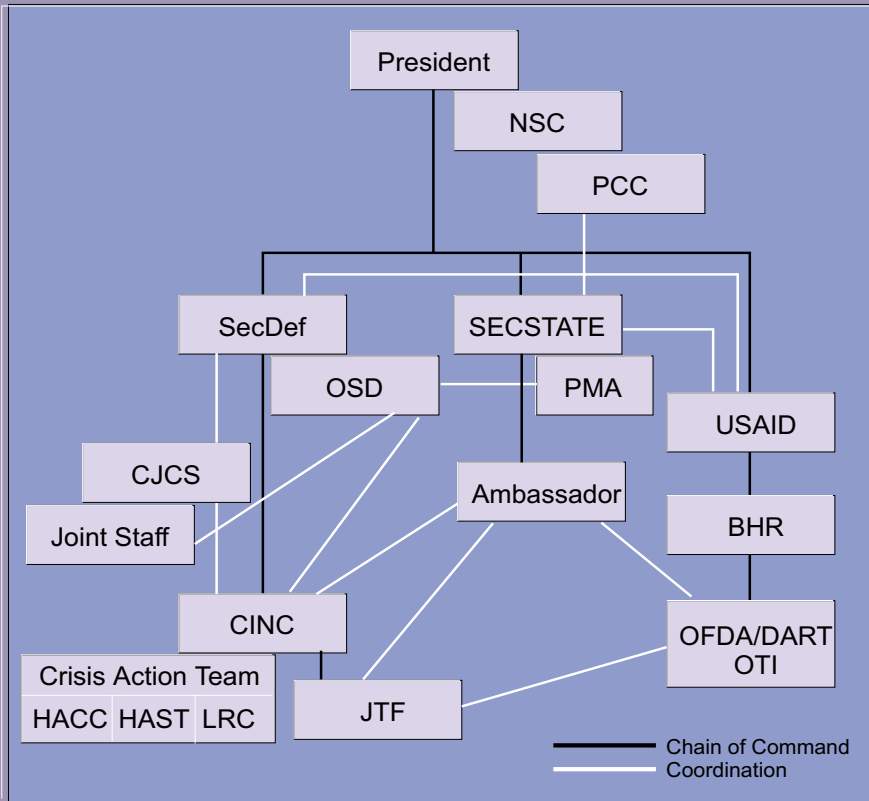 President
NSC
PCC
SecDef
SECSTATE
OSD
PMA
USAID
CJCS
Ambassador
Joint Staff
BHR
CINC
OFDA/DART
OTI
Crisis Action Team
HACC HAST LRC
JTF
Chain of Command
Coordination